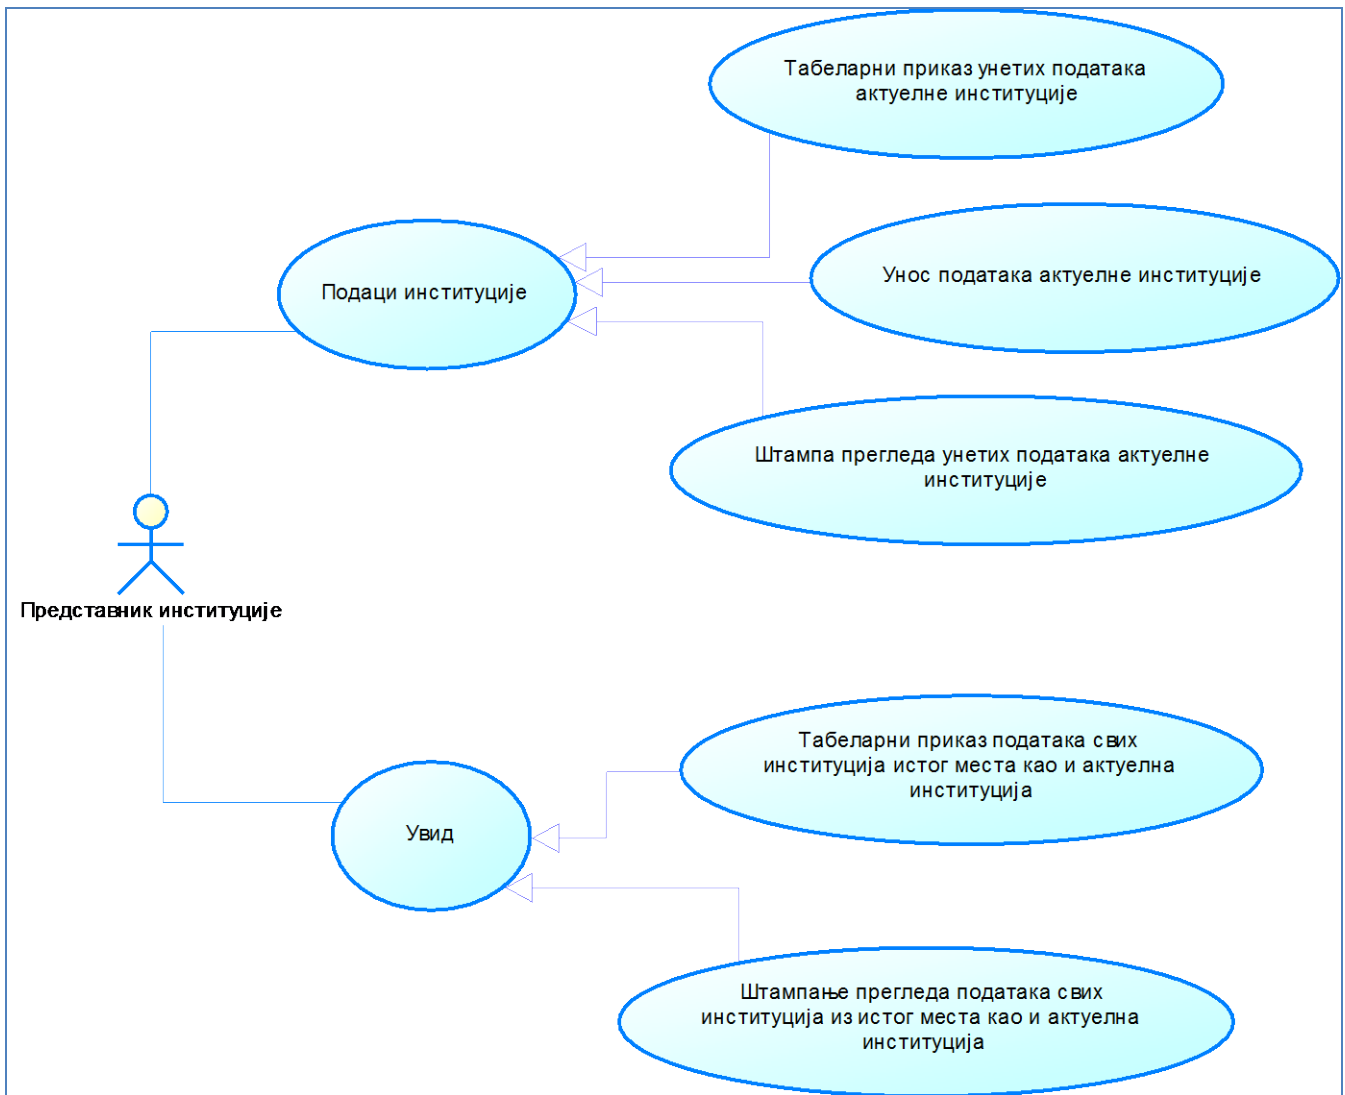 Табеларни приказ унетих података
актуелне институције
Подаци институције
Унос података актуелне институције
Штампа прегледа унетих података актуелне
институције
Представник институције
Табеларни приказ података свих
институција истог места као и актуелна
институција
Увид
Штампање прегледа података свих
институција из истог места као и актуелна
институција